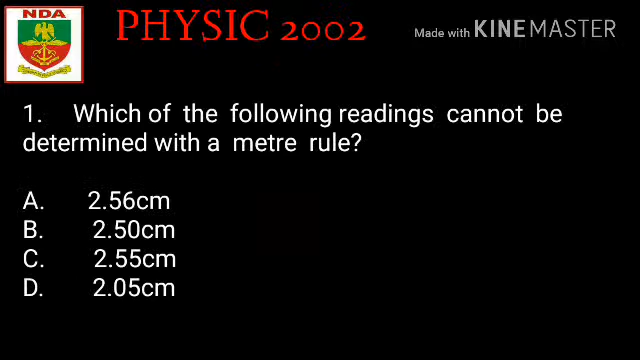 NDA
PHYSIC 2002
Made with KINEMASTER
1. Which of the following readings cannot be
determined with a metre rule?
A. 2.56cm
B. 2.50cm
C. 2.55cm
D. 2.05cm